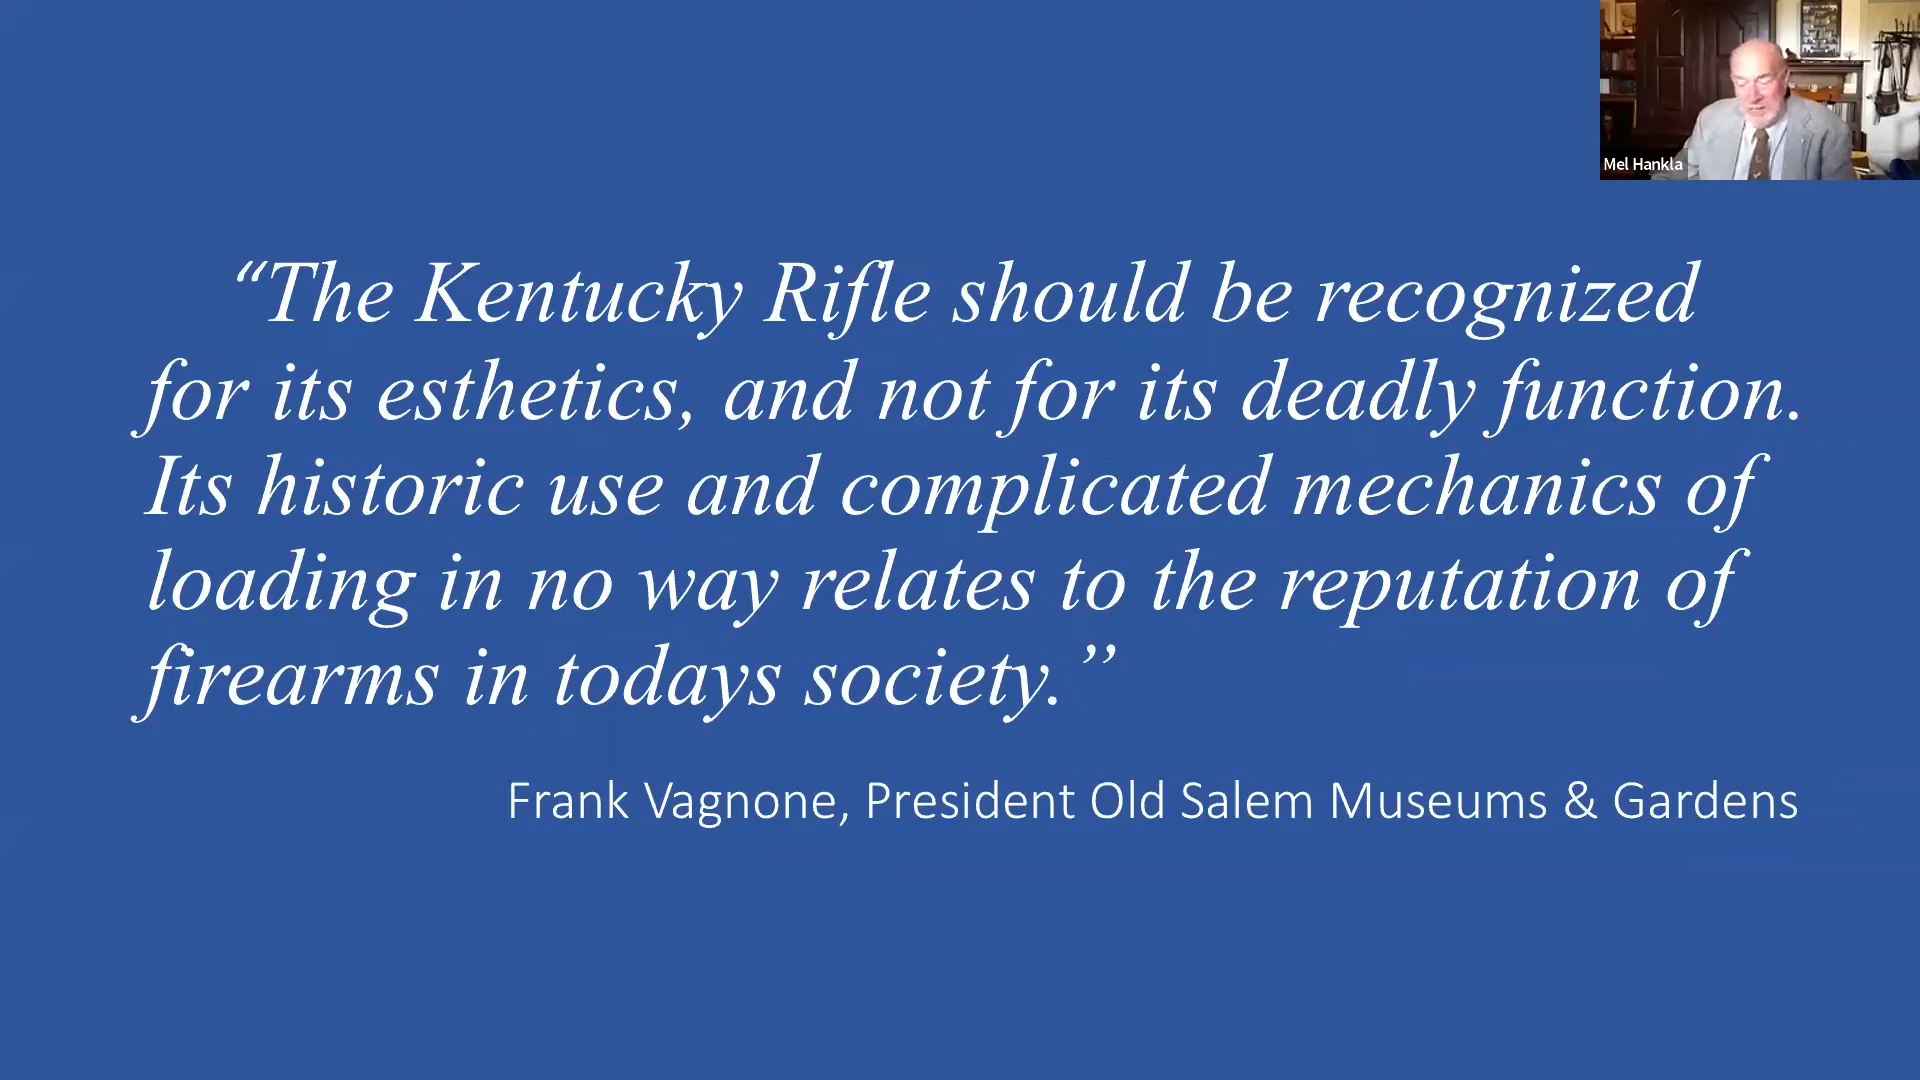 Mel Hankla
“The Kentucky Rifle should be recognized
for its esthetics, and not for its deadly function.
Its historic use and complicated mechanics of
loading in no way relates to the reputation of
firearms in todays society.”
Frank Vagnone, President Old Salem Museums & Gardens